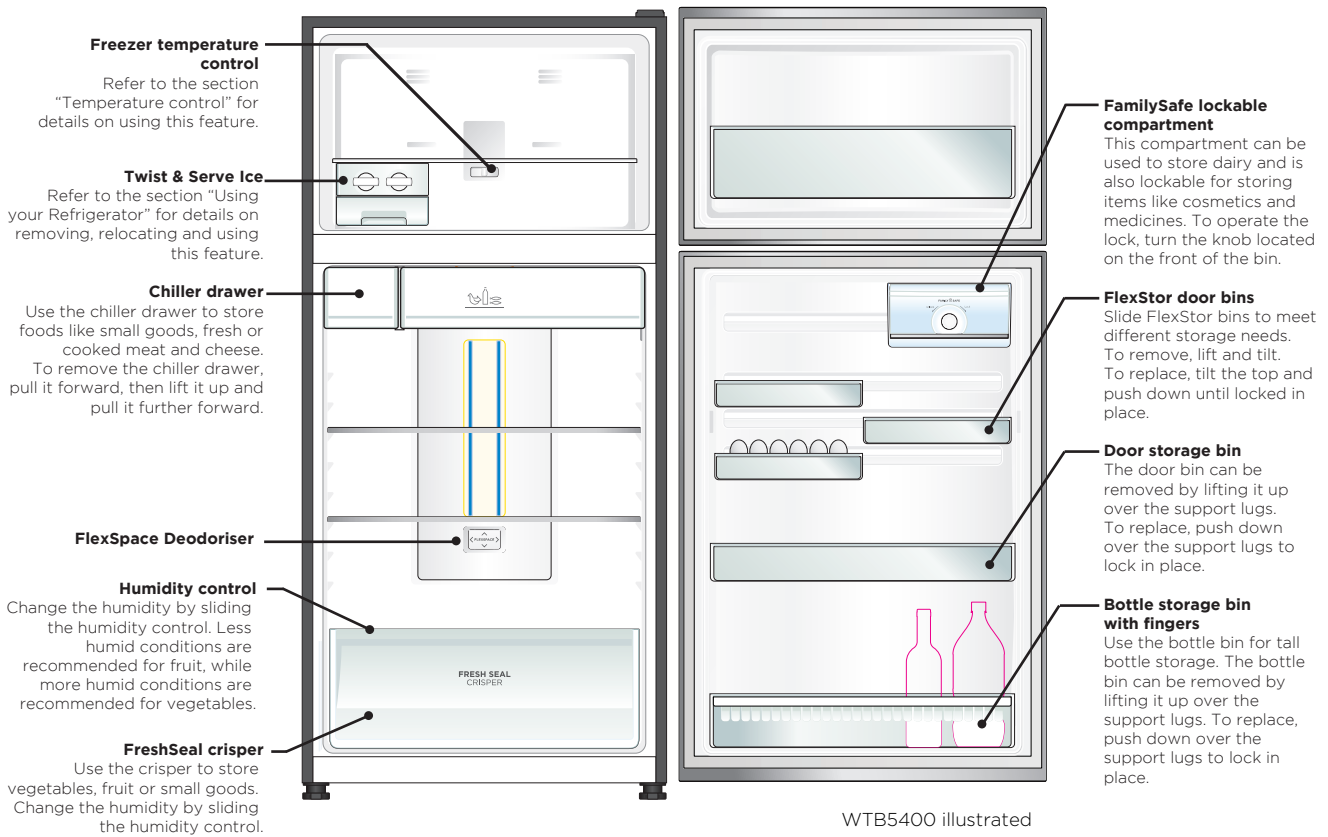 Freezer temperature
control
Refer to the section
“Temperature control” for
details on using this feature.
Twist & Serve Ice
Refer to the section “Using
your Refrigerator” for details on
removing, relocating and using
this feature.
Chiller drawer
Use the chiller drawer to store
foods like small goods, fresh or
cooked meat and cheese.
To remove the chiller drawer,
pull it forward, then lift it up and
pull it further forward.
FlexSpace Deodoriser
Humidity control
Change the humidity by sliding
the humidity control. Less
humid conditions are
recommended for fruit, while
more humid conditions are
recommended for vegetables.
FreshSeal crisper
Use the crisper to store
vegetables, fruit or small goods.
Change the humidity by sliding
the humidity control.
FLEXSPACE
FRESH SEAL
CRISPER
FamilySafe lockable
compartment
This compartment can be
used to store dairy and is
also lockable for storing
items like cosmetics and
medicines. To operate the
lock, turn the knob located
on the front of the bin.
FlexStor door bins
Slide FlexStor bins to meet
different storage needs.
To remove, lift and tilt.
To replace, tilt the top and
push down until locked in
place.
Door storage bin
The door bin can be
removed by lifting it up
over the support lugs.
To replace, push down
over the support lugs to
lock in place.
Bottle storage bin
with fingers
Use the bottle bin for tall
bottle storage. The bottle
bin can be removed by
lifting it up over the
support lugs. To replace,
push down over the
support lugs to lock in
place.
WTB5400 illustrated